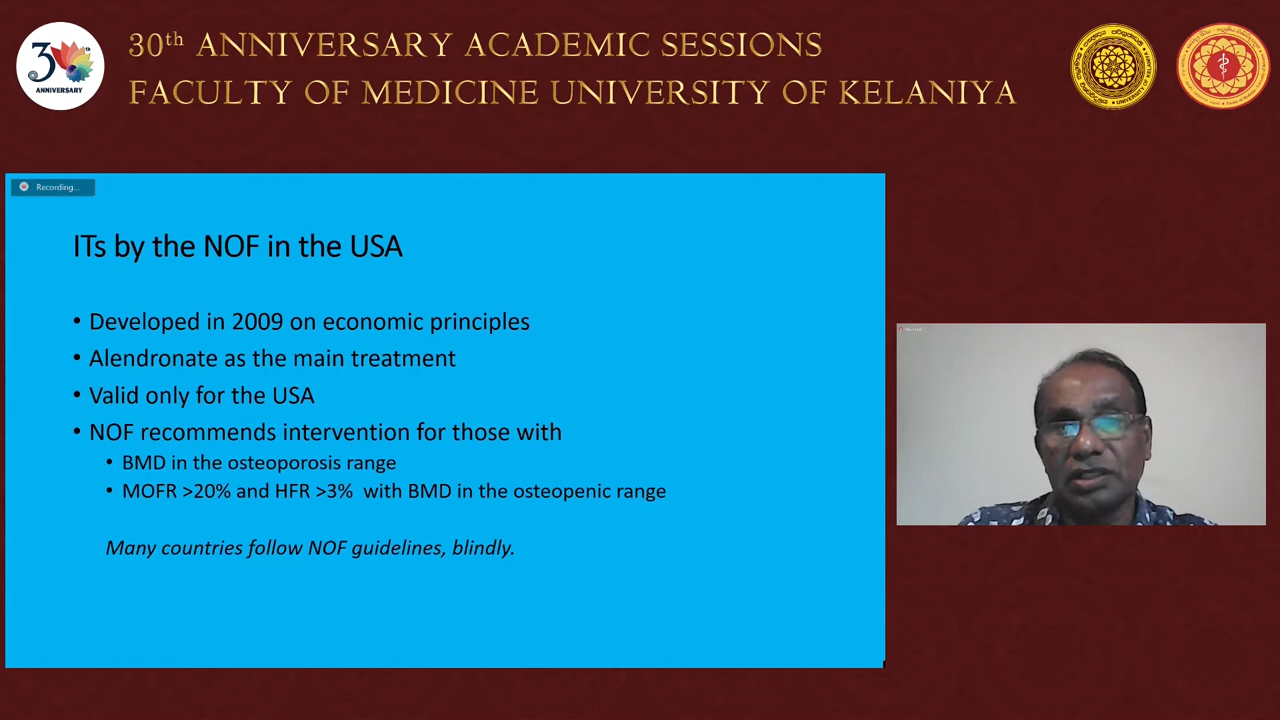 30th ANNIVERSARY ACADEMIC SESSIONS
FACULTY OF MEDICINE UNIVERSITY OF KELANIYA
30th
ANNIVERSARY
Recording...
ITs by the NOF in the USA
• Developed in 2009 on economic principles
• Alendronate as the main treatment
• Valid only for the USA
• NOF recommends intervention for those with
• BMD in the osteoporosis range
• MOFR >20% and HFR >3% with BMD in the osteopenic range
Many countries follow NOF guidelines, blindly.